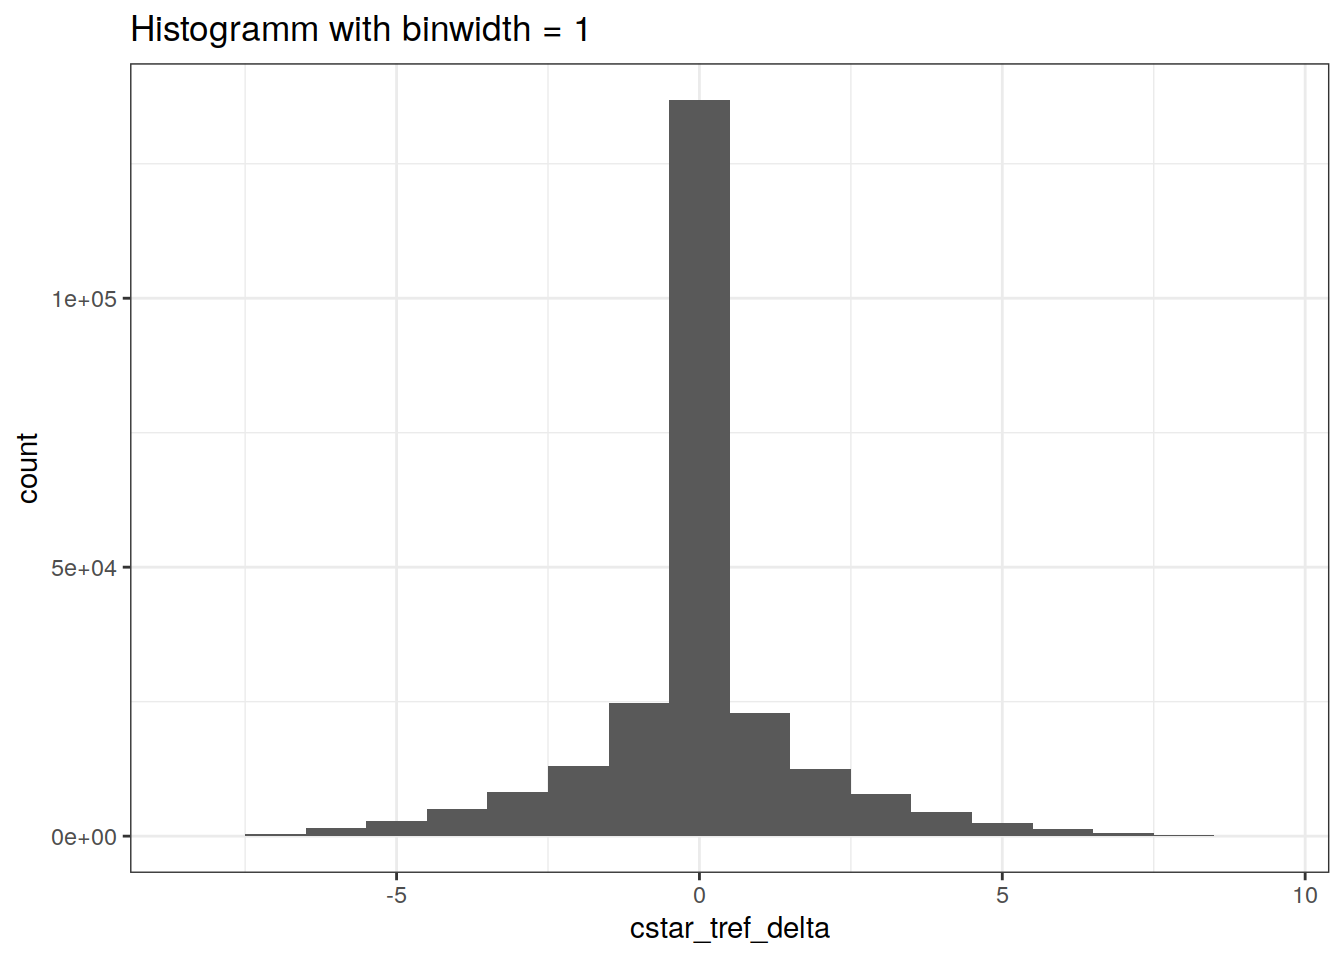 Histogramm with binwidth = 1
count
1e+05
5e+04
0e+00
-5 0 5 10
cstar_tref_delta